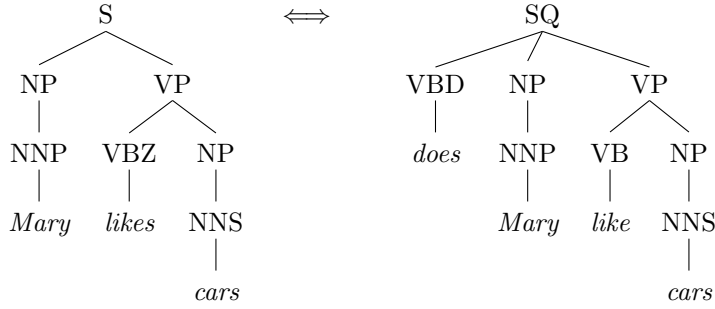 S ⟺ SQ
NP VP VBD NP VP
NNP VBZ NP does NNP VB NP
Mary likes NNS Mary like NNS
cars cars